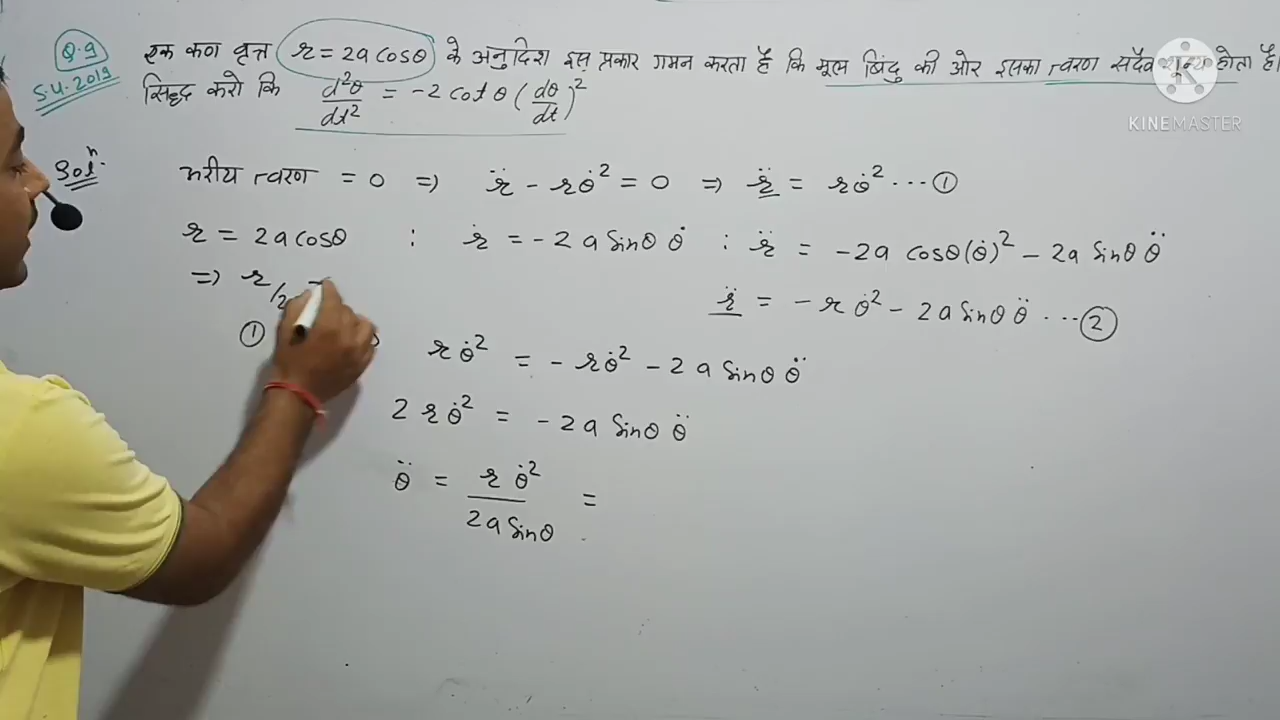 Q.9 एक कण वृत्त r = 2a cosθ के अनुदिश इस प्रकार गमन करता है कि मूल बिंदु की ओर इसका त्वरण सदैव शून्य होता है।
S.U.2019 सिद्ध करो कि d²θ/dt² = -2 cot θ (dθ/dt)²
KINEMASTER
Solⁿ. अरीय त्वरण = 0 ⇒ r̈ - rθ̇² = 0 ⇒ r̈ = rθ̇² ... ①
r = 2a cosθ : ṙ = -2a sinθ θ̇ : r̈ = -2a cosθ(θ̇)² - 2a sinθ θ̈
⇒ r/2
r̈ = - rθ̇² - 2a sinθ θ̈ ... ②
① rθ̇² = - rθ̇² - 2a sinθ θ̈
2rθ̇² = -2a sinθ θ̈
θ̈ = rθ̇²/2a sinθ =